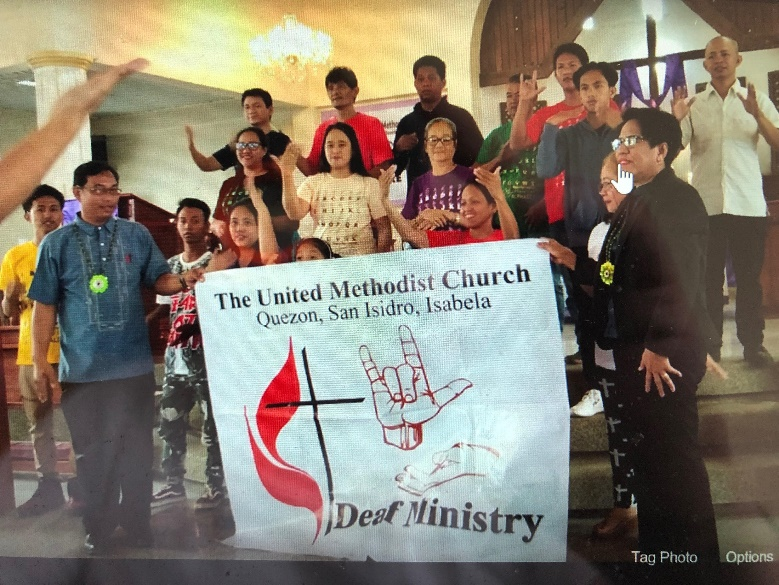 The United Methodist Church
Quezon, San Isidro, Isabela
Deaf Ministry
Tag Photo
Options